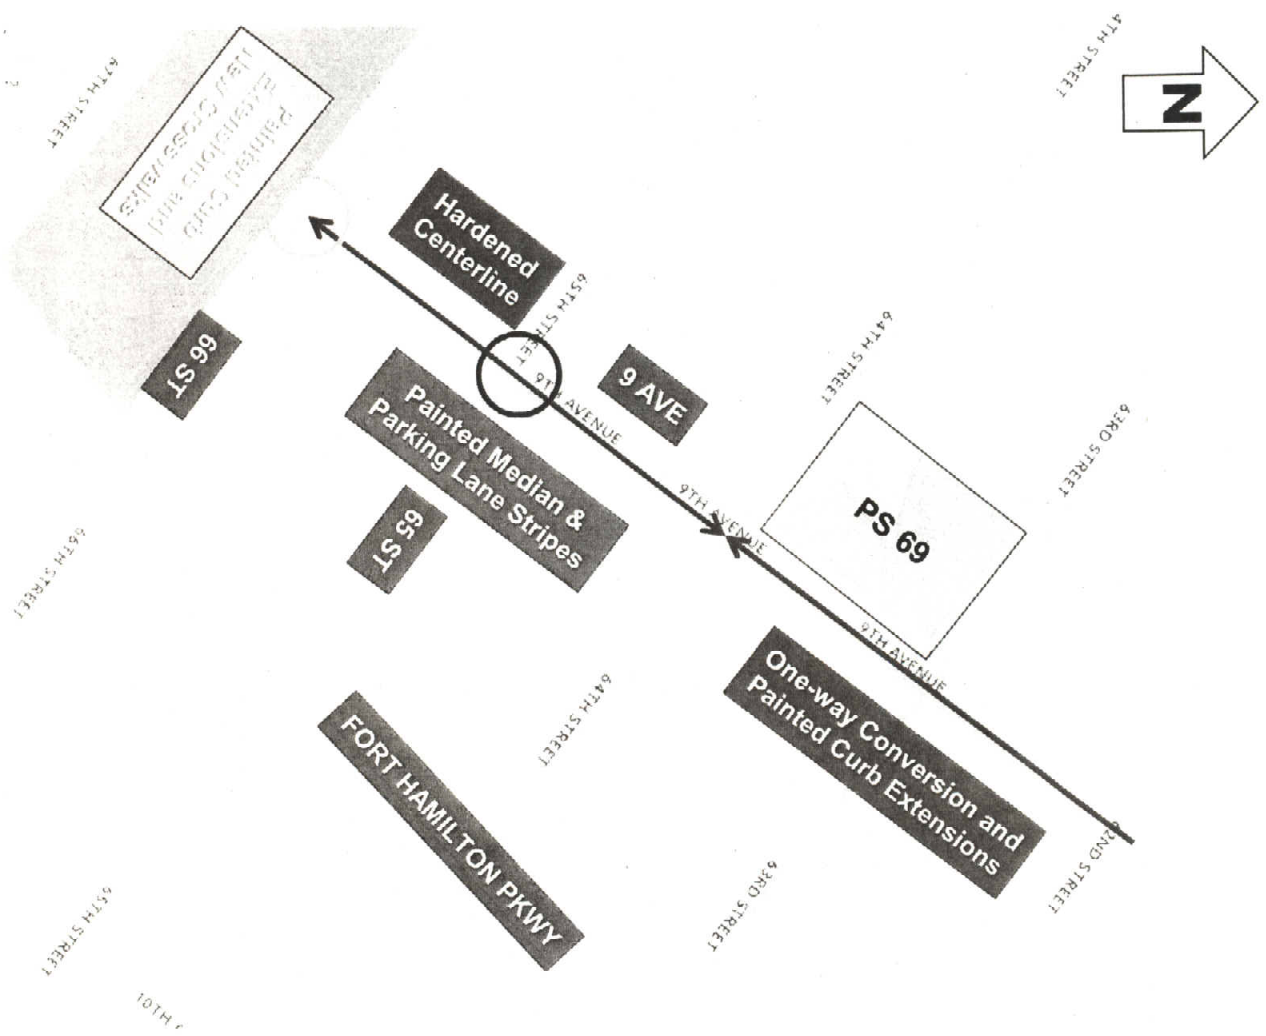 4TH STREET
N
67TH STREET
Painted Curb
Extensions and
New Crosswalks
Hardened
Centerline
65TH STREET
66 ST
64TH STREET
9TH AVENUE
9 AVE
Painted Median &
Parking Lane Stripes
63RD STREET
9TH AVENUE
PS 69
65 ST
66TH STREET
9TH AVENUE
One-way Conversion and
Painted Curb Extensions
64TH STREET
FORT HAMILTON PKWY
62ND STREET
63RD STREET
65TH STREET
10TH